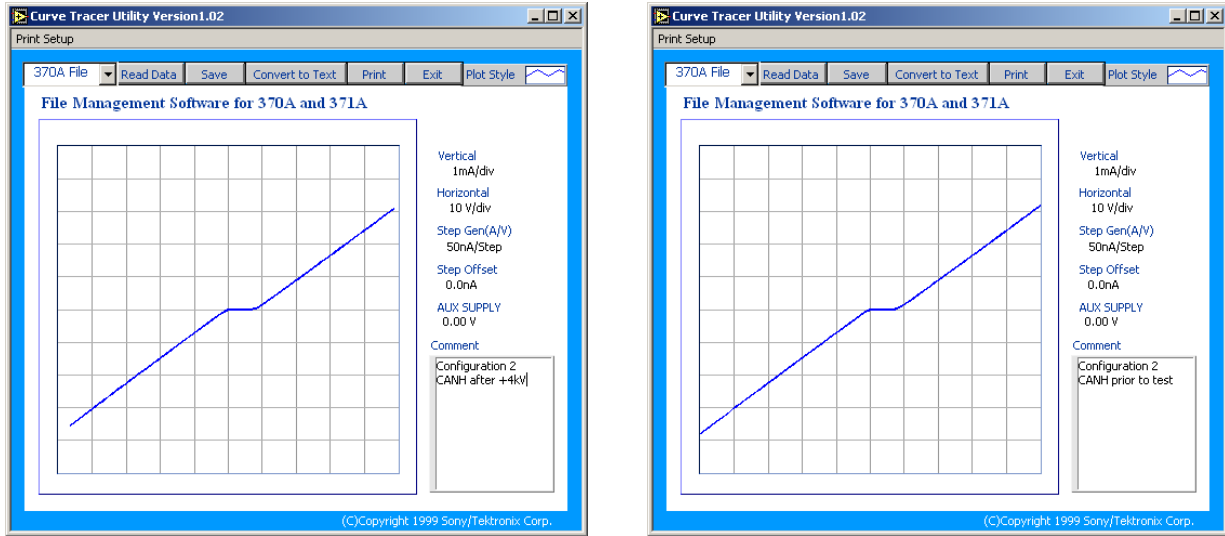 Curve Tracer Utility Version1.02
Print Setup
370A File Read Data Save Convert to Text Print Exit Plot Style
File Management Software for 370A and 371A
Vertical
1mA/div
Horizontal
10 V/div
Step Gen(A/V)
50nA/Step
Step Offset
0.0nA
AUX SUPPLY
0.00 V
Comment
Configuration 2
CANH after +4kV
(C)Copyright 1999 Sony/Tektronix Corp.
Curve Tracer Utility Version1.02
Print Setup
370A File Read Data Save Convert to Text Print Exit Plot Style
File Management Software for 370A and 371A
Vertical
1mA/div
Horizontal
10 V/div
Step Gen(A/V)
50nA/Step
Step Offset
0.0nA
AUX SUPPLY
0.00 V
Comment
Configuration 2
CANH prior to test
(C)Copyright 1999 Sony/Tektronix Corp.